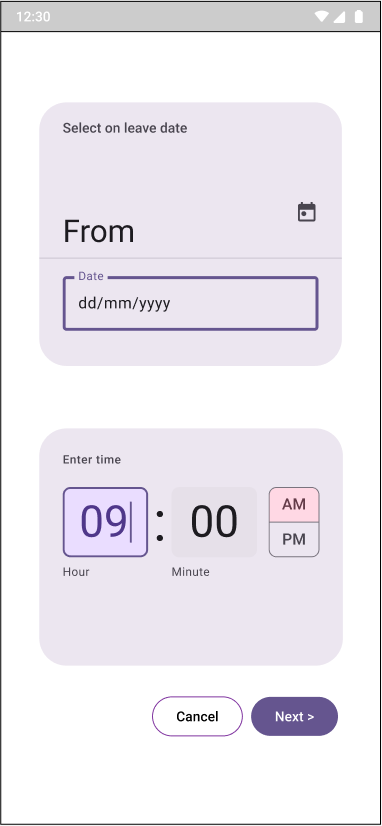 12:30
Select on leave date
From
Date
dd/mm/yyyy
Enter time
09 : 00 AM
PM
Hour Minute
Cancel Next >